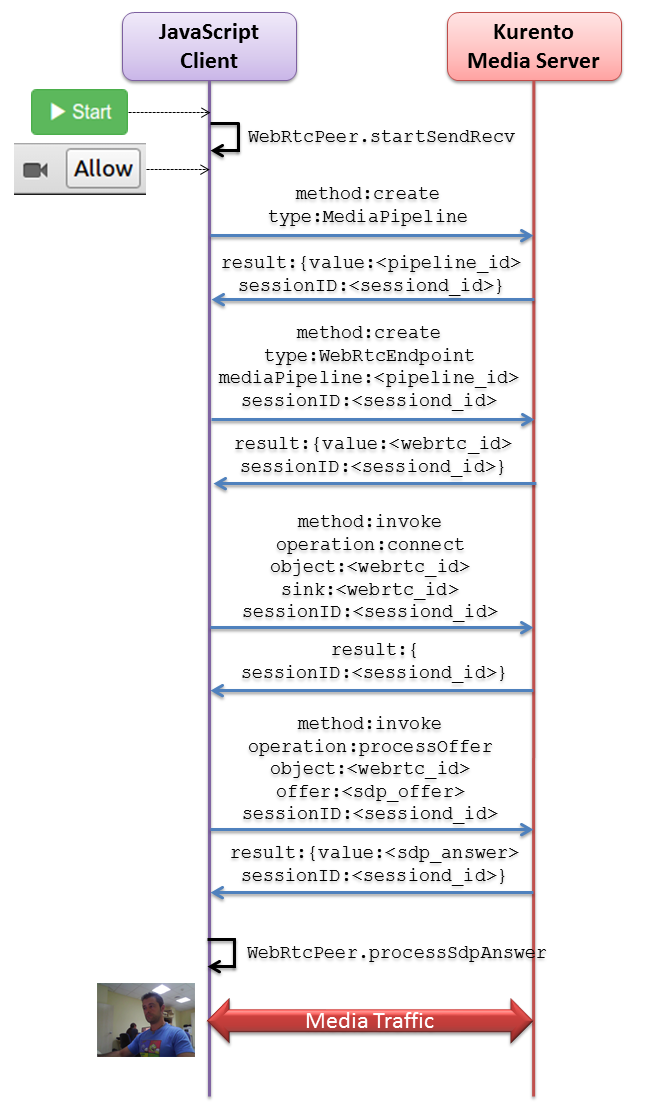 JavaScript
Client
Kurento
Media Server
Start
WebRtcPeer.startSendRecv
Allow
method:create
type:MediaPipeline
result:{value:<pipeline_id>
sessionID:<sessiond_id>}
method:create
type:WebRtcEndpoint
mediaPipeline:<pipeline_id>
sessionID:<sessiond_id>
result:{value:<webrtc_id>
sessionID:<sessiond_id>}
method:invoke
operation:connect
object:<webrtc_id>
sink:<webrtc_id>
sessionID:<sessiond_id>
result:{
sessionID:<sessiond_id>}
method:invoke
operation:processOffer
object:<webrtc_id>
offer:<sdp_offer>
sessionID:<sessiond_id>
result:{value:<sdp_answer>
sessionID:<sessiond_id>}
WebRtcPeer.processSdpAnswer
Media Traffic